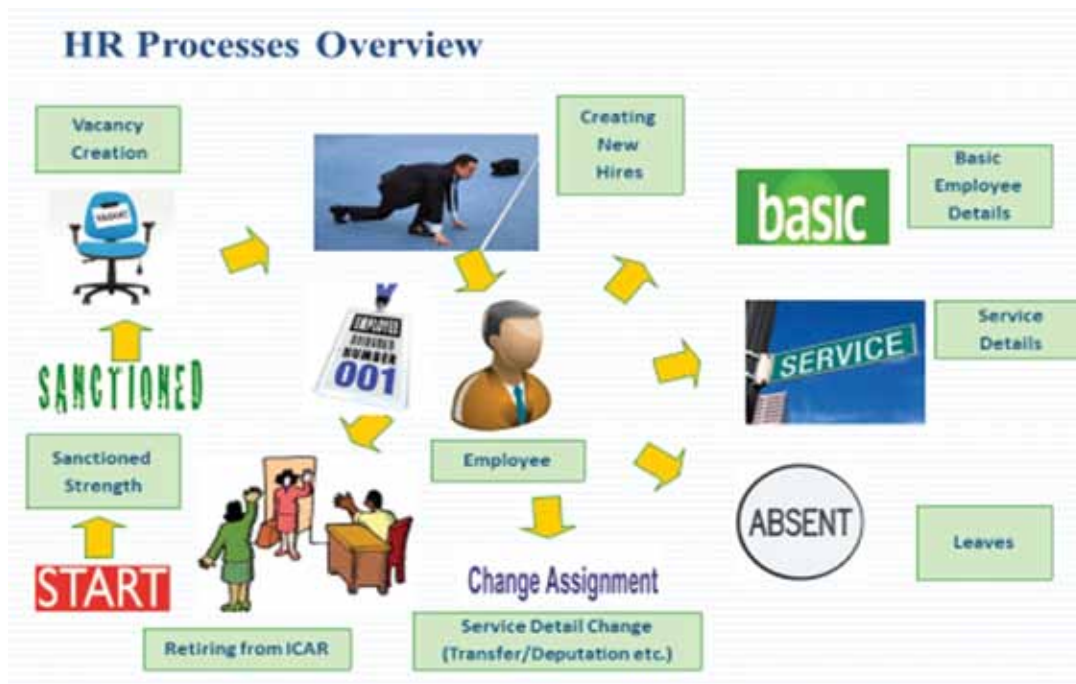 HR Processes Overview
Vacancy
Creation
Creating
New
Hires
basic
Basic
Employee
Details
VACANT
SANCTIONED
EMPLOYEE
NUMBER
001
SERVICE
Service
Details
Sanctioned
Strength
Employee
ABSENT
Leaves
START
Change Assignment
Retiring from ICAR
Service Detail Change
(Transfer/Deputation etc.)